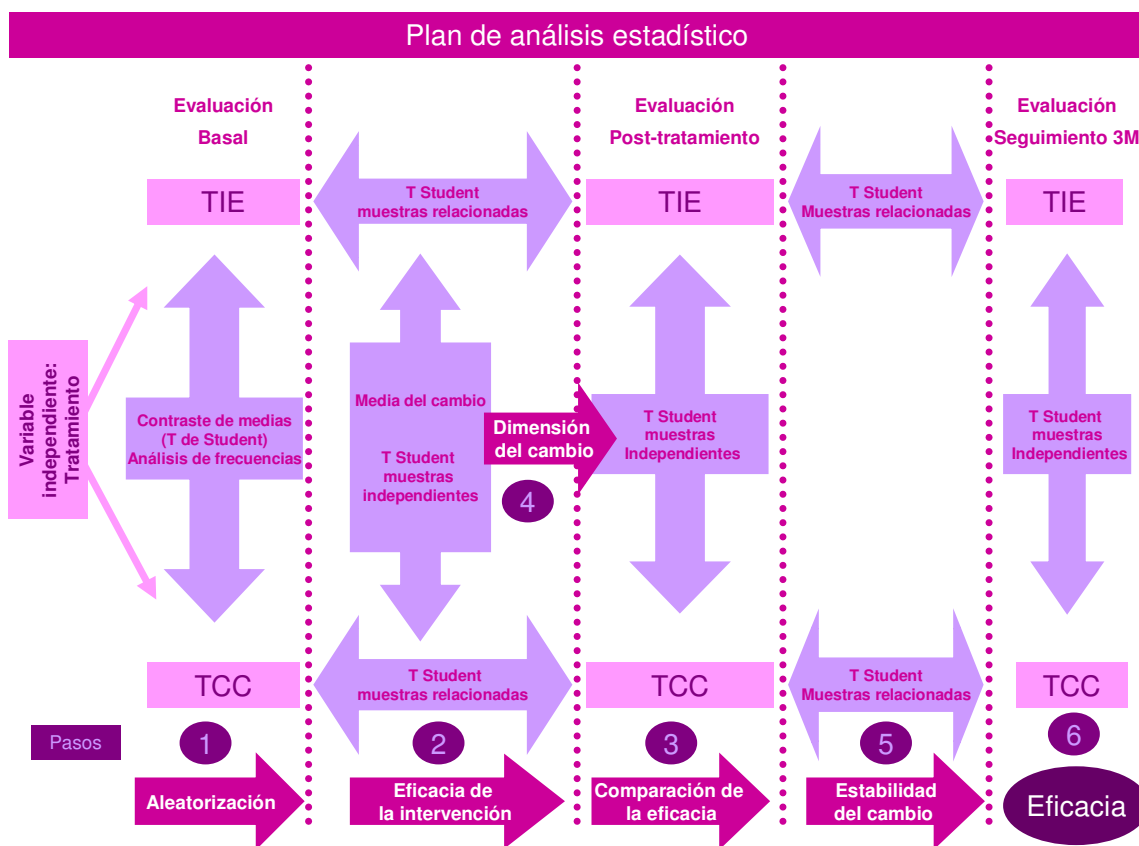 Plan de análisis estadístico
Evaluación
Basal
Evaluación
Post-tratamiento
Evaluación
Seguimiento 3M
TIE
T Student
muestras relacionadas
TIE
T Student
Muestras relacionadas
TIE
Variable
independiente:
Tratamiento
Contraste de medias
(T de Student)
Análisis de frecuencias
Media del cambio
T Student
muestras
independientes
Dimensión
del cambio
4
T Student
muestras
Independientes
T Student
muestras
Independientes
TCC
T Student
muestras relacionadas
TCC
T Student
Muestras relacionadas
TCC
Pasos
1
2
3
5
6
Aleatorización
Eficacia de
la intervención
Comparación de
la eficacia
Estabilidad
del cambio
Eficacia